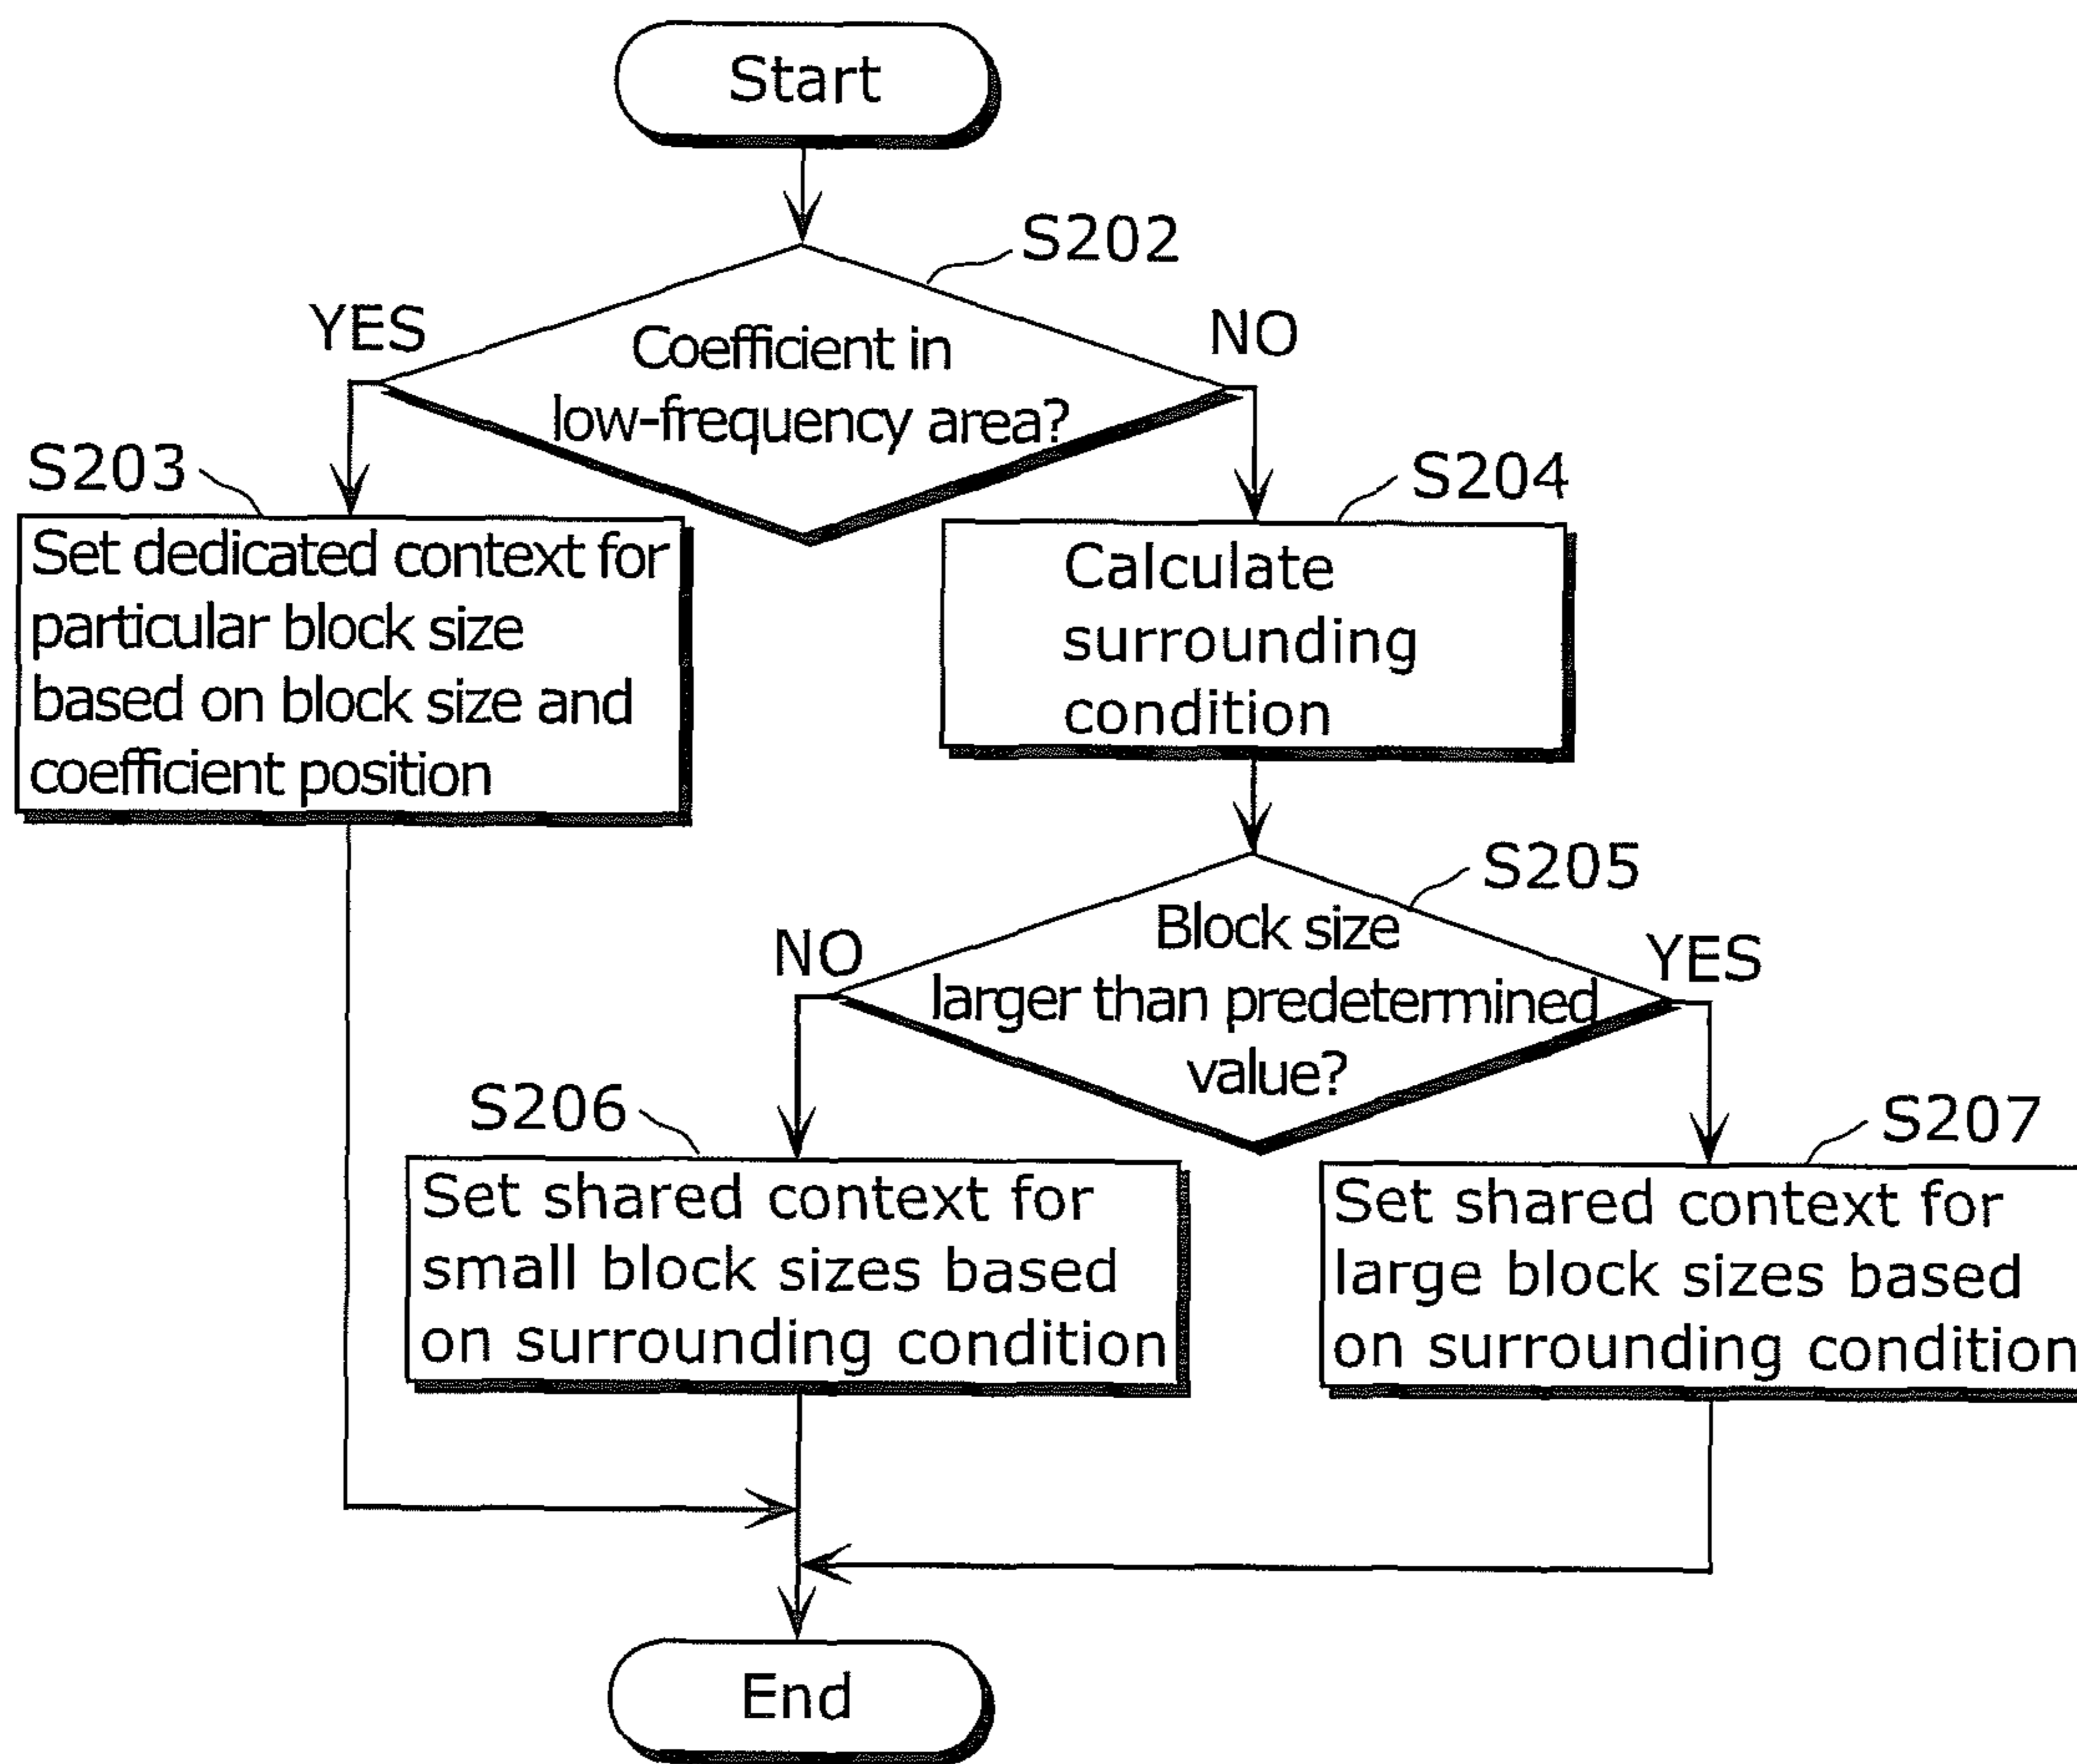 Start
S202
YES
NO
Coefficient in
low-frequency area?
S203
S204
Set dedicated context for
particular block size
based on block size and
coefficient position
Calculate
surrounding
condition
S205
NO
YES
Block size
larger than predetermined
value?
S206
S207
Set shared context for
small block sizes based
on surrounding condition
Set shared context for
large block sizes based
on surrounding condition
End